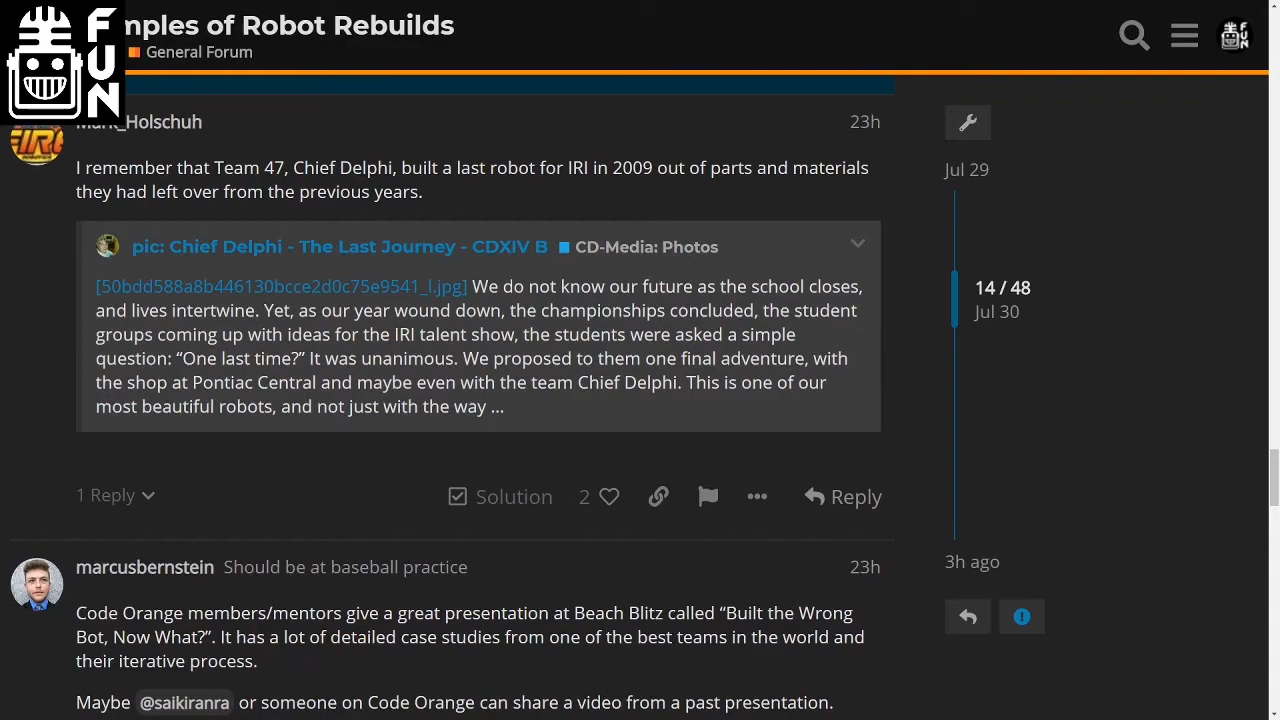 FUN
mples of Robot Rebuilds
General Forum
FUN
Mark_Holschuh
23h
I remember that Team 47, Chief Delphi, built a last robot for IRI in 2009 out of parts and materials
they had left over from the previous years.
pic: Chief Delphi - The Last Journey - CDXIV B
CD-Media: Photos
[50bdd588a8b446130bcce2d0c75e9541_l.jpg] We do not know our future as the school closes,
and lives intertwine. Yet, as our year wound down, the championships concluded, the student
groups coming up with ideas for the IRI talent show, the students were asked a simple
question: “One last time?” It was unanimous. We proposed to them one final adventure, with
the shop at Pontiac Central and maybe even with the team Chief Delphi. This is one of our
most beautiful robots, and not just with the way ...
1 Reply
Solution
2
Reply
marcusbernstein Should be at baseball practice
23h
Code Orange members/mentors give a great presentation at Beach Blitz called “Built the Wrong
Bot, Now What?”. It has a lot of detailed case studies from one of the best teams in the world and
their iterative process.
Maybe @saikiranra or someone on Code Orange can share a video from a past presentation.
Jul 29
14 / 48
Jul 30
3h ago